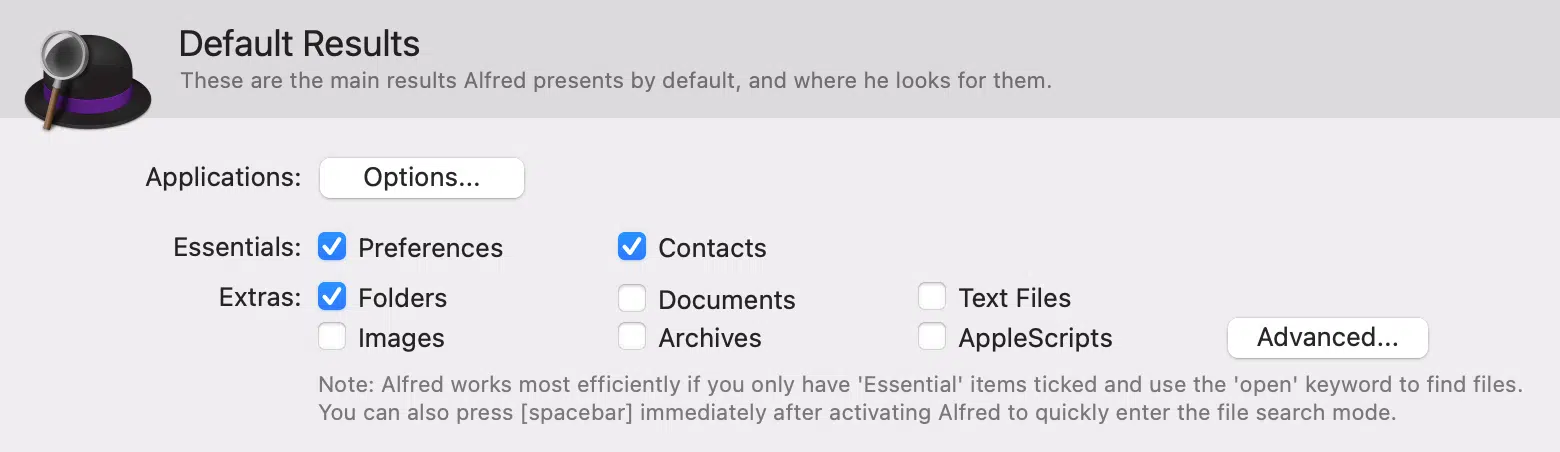 Default Results
These are the main results Alfred presents by default, and where he looks for them.
Applications: Options...
Essentials: Preferences Contacts
Extras: Folders Documents Text Files
Images Archives AppleScripts Advanced...
Note: Alfred works most efficiently if you only have 'Essential' items ticked and use the 'open' keyword to find files.
You can also press [spacebar] immediately after activating Alfred to quickly enter the file search mode.